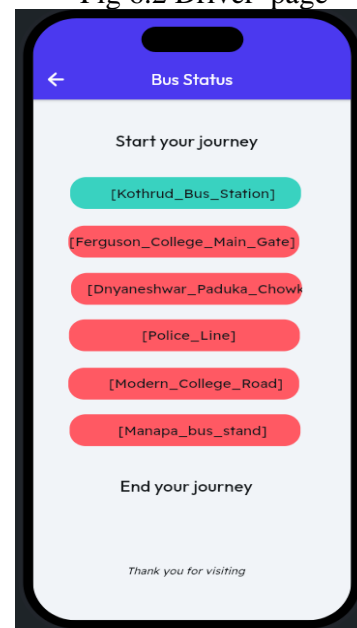 Fig 6.2 Driver page
Bus Status
Start your journey
[Kothrud_Bus_Station]
[Ferguson_College_Main_Gate]
[Dnyaneshwar_Paduka_Chowk
[Police_Line]
[Modern_College_Road]
[Manapa_bus_stand]
End your journey
Thank you for visiting